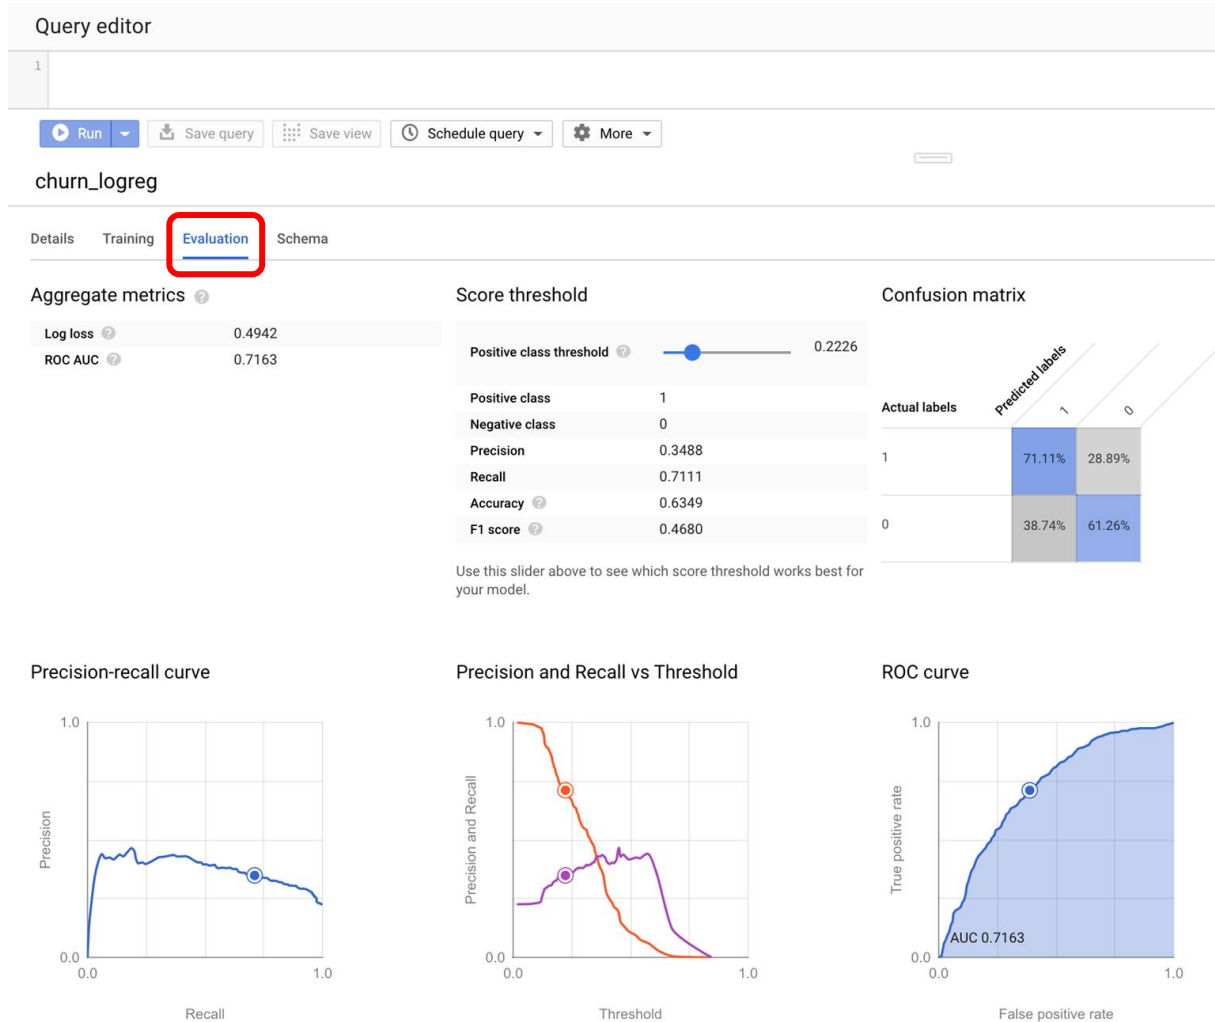 Query editor
1
Run
Save query
Save view
Schedule query
More
churn_logreg
Details Training Evaluation Schema
Aggregate metrics
Log loss 0.4942
ROC AUC 0.7163
Score threshold
Positive class threshold 0.2226
Positive class 1
Negative class 0
Precision 0.3488
Recall 0.7111
Accuracy 0.6349
F1 score 0.4680
Use this slider above to see which score threshold works best for
your model.
Confusion matrix
Actual labels
Predicted labels
1 0
1 71.11% 28.89%
0 38.74% 61.26%
Precision-recall curve
1.0
Precision
0.0
0.0 1.0
Recall
Precision and Recall vs Threshold
1.0
Precision and Recall
0.0
0.0 1.0
Threshold
ROC curve
1.0
True positive rate
AUC 0.7163
0.0
0.0 1.0
False positive rate